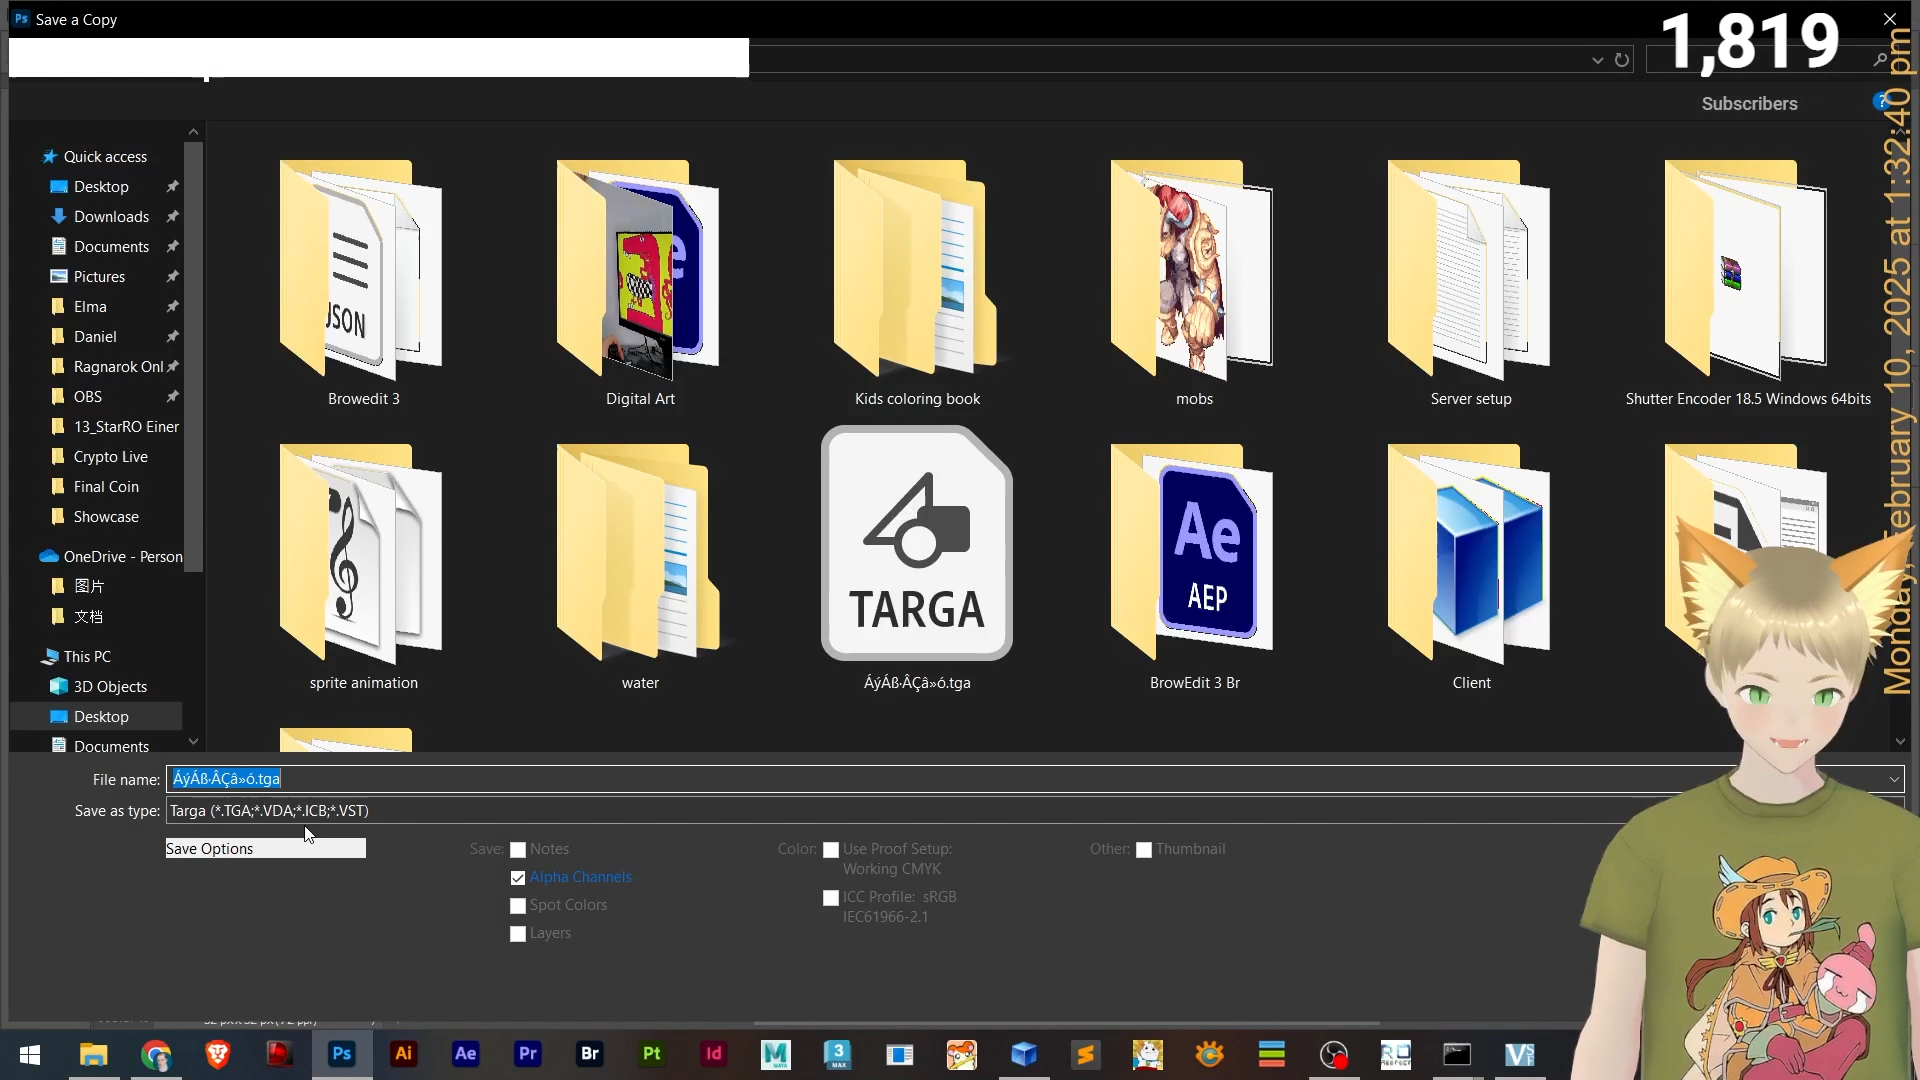 Ps Save a Copy
1,819
Subscribers
?
Monday, February 10, 2025 at 1:32:40 pm
Quick access
Desktop
Downloads
Documents
Pictures
Elma
Daniel
Ragnarok Onl
OBS
13_StarRO Einer
Crypto Live
Final Coin
Showcase
OneDrive - Person
图片
文档
This PC
3D Objects
Desktop
Documents
JSON
Browedit 3
Digital Art
Kids coloring book
mobs
Server setup
Shutter Encoder 18.5 Windows 64bits
TARGA
Ae
AEP
sprite animation
water
ÁýÁß·ÂÇâ»ó.tga
BrowEdit 3 Br
Client
File name: ÁýÁß·ÂÇâ»ó.tga
Save as type: Targa (*.TGA;*.VDA;*.ICB;*.VST)
Save Options
Save: Notes
Alpha Channels
Spot Colors
Layers
Color: Use Proof Setup:
Working CMYK
ICC Profile: sRGB
IEC61966-2.1
Other: Thumbnail
Ps Ai Ae Pr Br Pt Id M 3 MAX